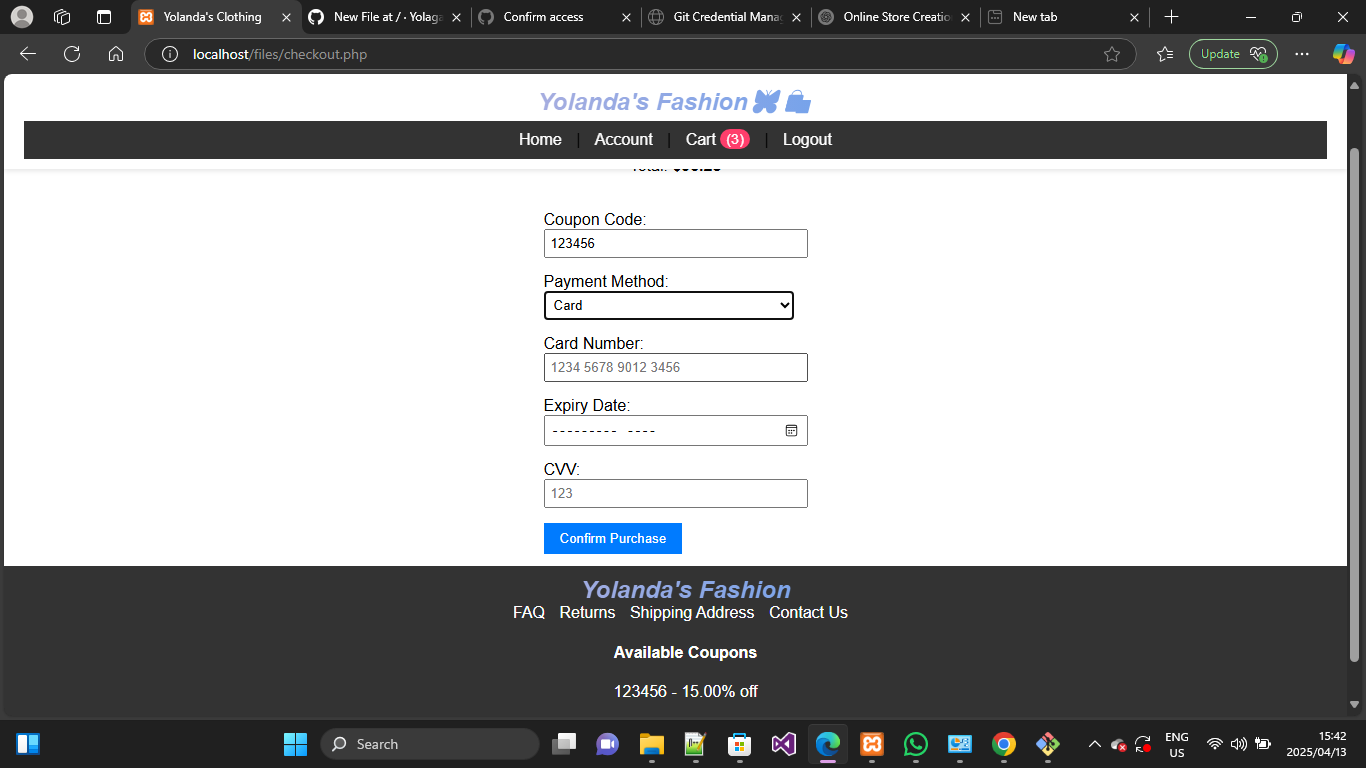 Yolanda's Clothing
New File at / · Yolaga
Confirm access
Git Credential Mana
Online Store Creatio
New tab
localhost/files/checkout.php
Update
Yolanda's Fashion
Home | Account | Cart (3) | Logout
Coupon Code:
123456
Payment Method:
Card
Card Number:
1234 5678 9012 3456
Expiry Date:
--------- ----
CVV:
123
Confirm Purchase
Yolanda's Fashion
FAQ Returns Shipping Address Contact Us
Available Coupons
123456 - 15.00% off
Search
ENG
US
15:42
2025/04/13